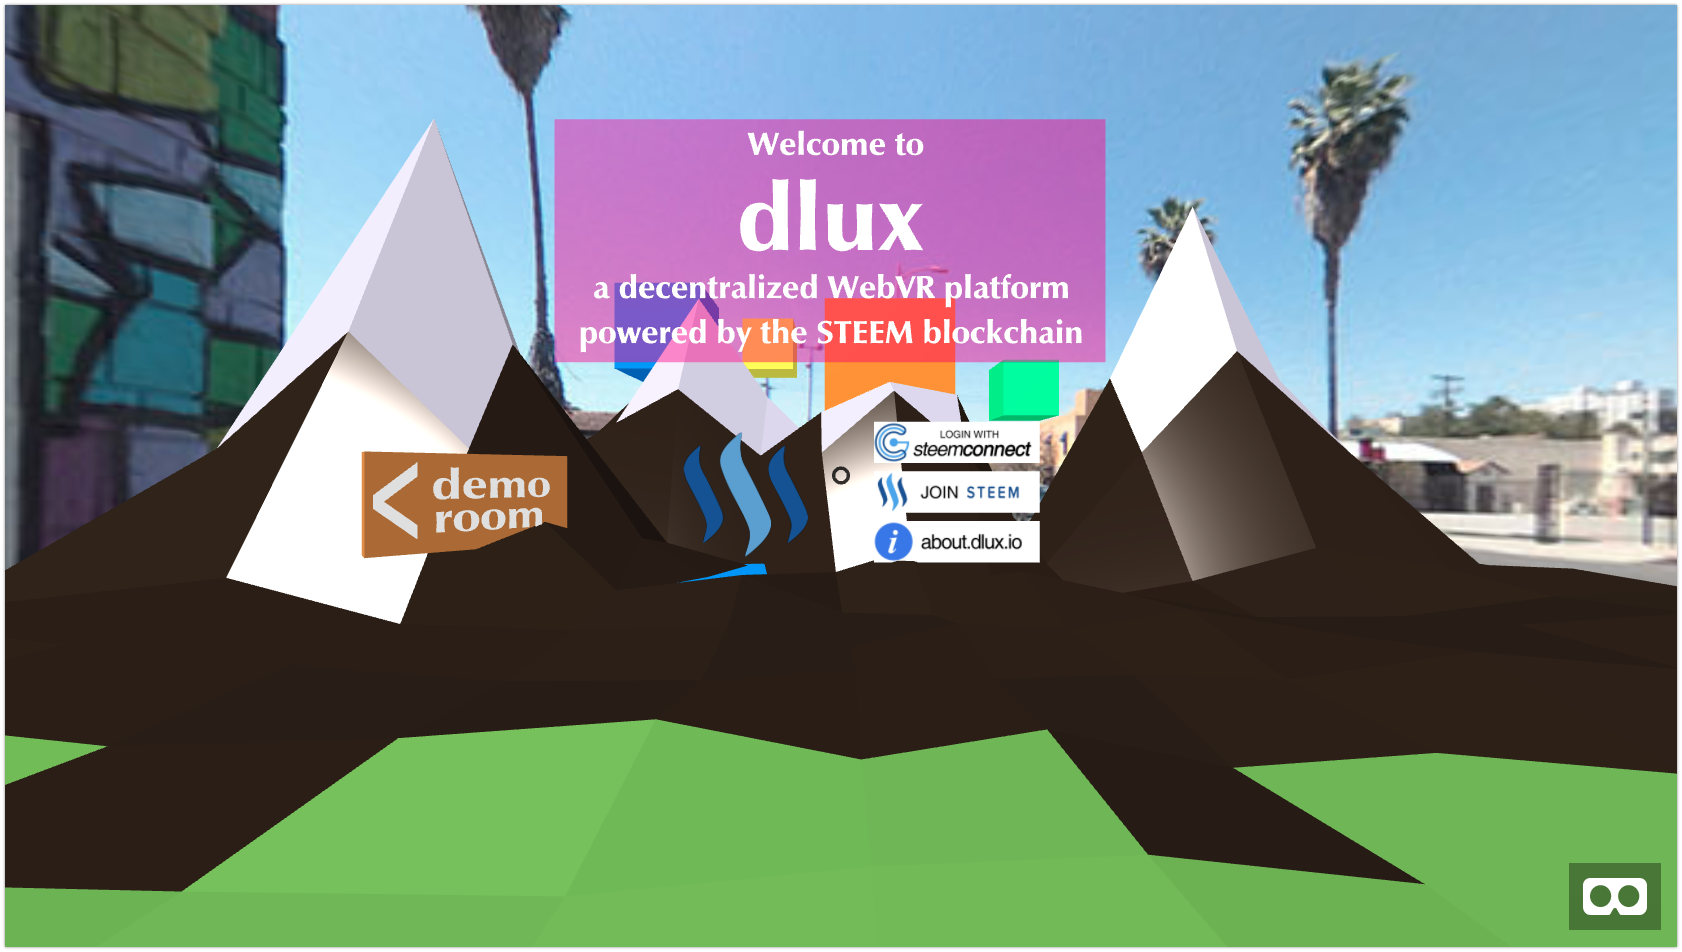 Welcome to
dlux
a decentralized WebVR platform
powered by the STEEM blockchain
demo
room
LOGIN WITH
steemconnect
JOIN STEEM
i about.dlux.io